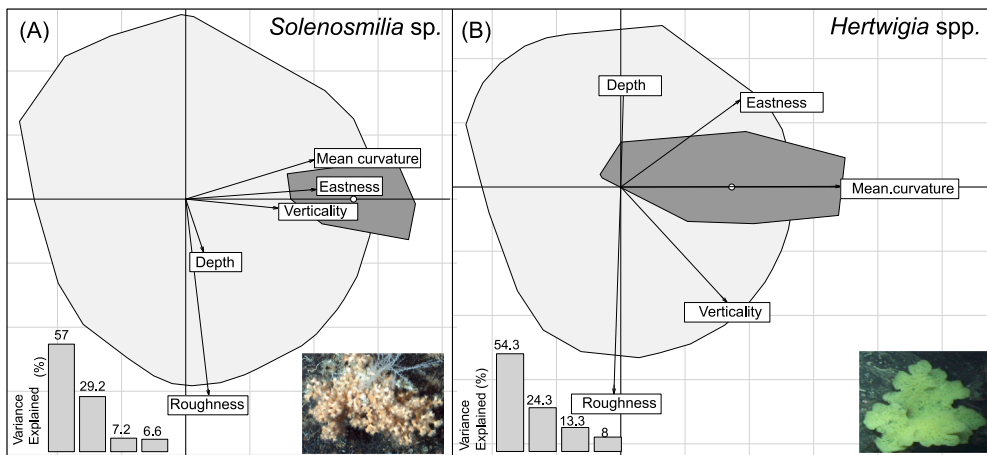 (A)
Solenosmilia sp.
Mean curvature
Eastness
Verticality
Depth
Roughness
Variance
Explained (%)
57
29.2
7.2
6.6
(B)
Hertwigia spp.
Depth
Eastness
Mean.curvature
Verticality
Roughness
Variance
Explained (%)
54.3
24.3
13.3
8